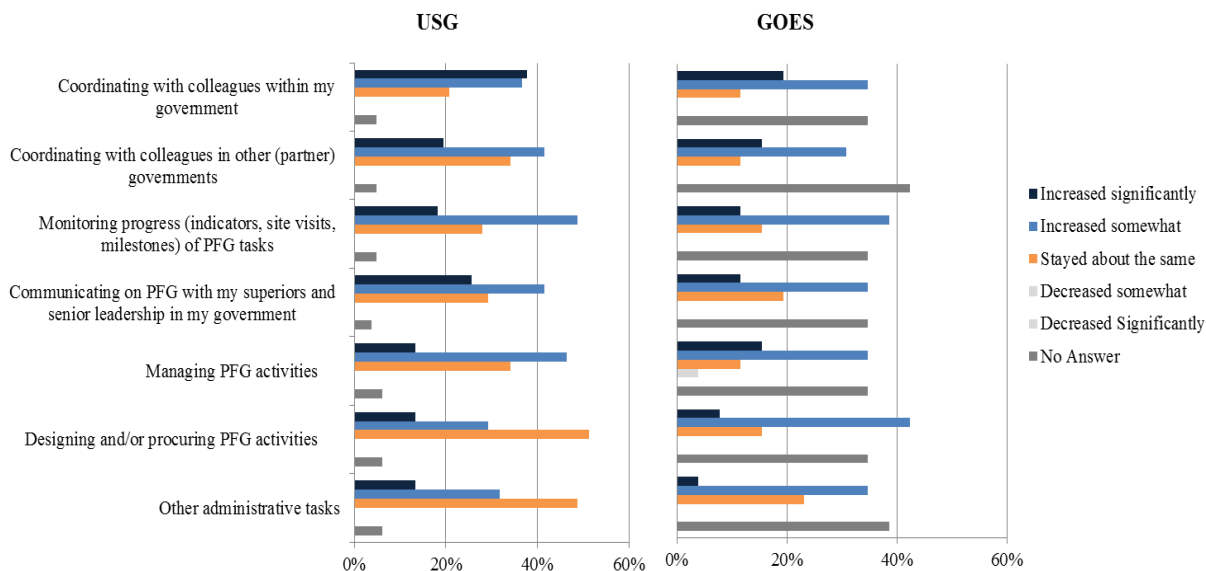 USG
GOES
Coordinating with colleagues within my
government
Coordinating with colleagues in other (partner)
governments
Monitoring progress (indicators, site visits,
milestones) of PFG tasks
Communicating on PFG with my superiors and
senior leadership in my government
Managing PFG activities
Designing and/or procuring PFG activities
Other administrative tasks
0% 20% 40% 60%
0% 20% 40% 60%
Increased significantly
Increased somewhat
Stayed about the same
Decreased somewhat
Decreased Significantly
No Answer